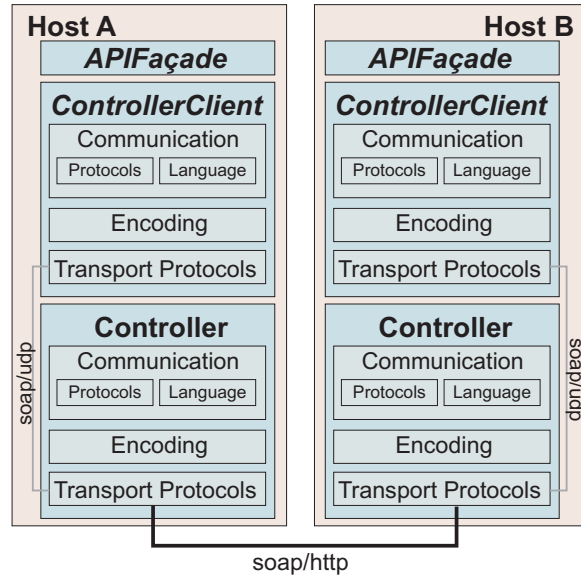 Host A
APIFaçade
ControllerClient
Communication
Protocols Language
Encoding
Transport Protocols
soap/udp
Controller
Communication
Protocols Language
Encoding
Transport Protocols
Host B
APIFaçade
ControllerClient
Communication
Protocols Language
Encoding
Transport Protocols
soap/udp
Controller
Communication
Protocols Language
Encoding
Transport Protocols
soap/http